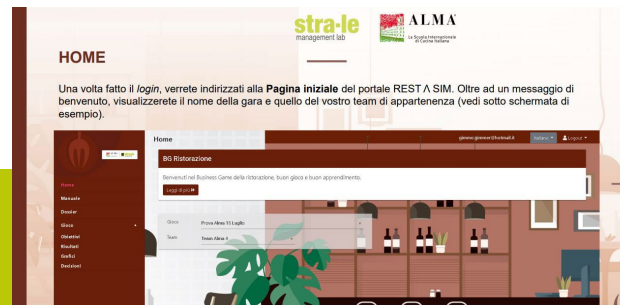 stra·le
management lab
ALMA
La Scuola Internazionale
di Cucina Italiana
HOME
Una volta fatto il login, verrete indirizzati alla Pagina iniziale del portale REST Λ SIM. Oltre ad un messaggio di
benvenuto, visualizzerete il nome della gara e quello del vostro team di appartenenza (vedi sotto schermata di
esempio).
Home
Italiano
Logout
BG Ristorazione
Benvenuti nel Business Game della ristorazione, buon gioco e buon apprendimento.
Leggi di più
Home
Manuale
Dossier
Gioco
Obiettivi
Risultati
Grafici
Decisioni
Gioco
Prova Alma 11 Luglio
Team
Team Alma 4